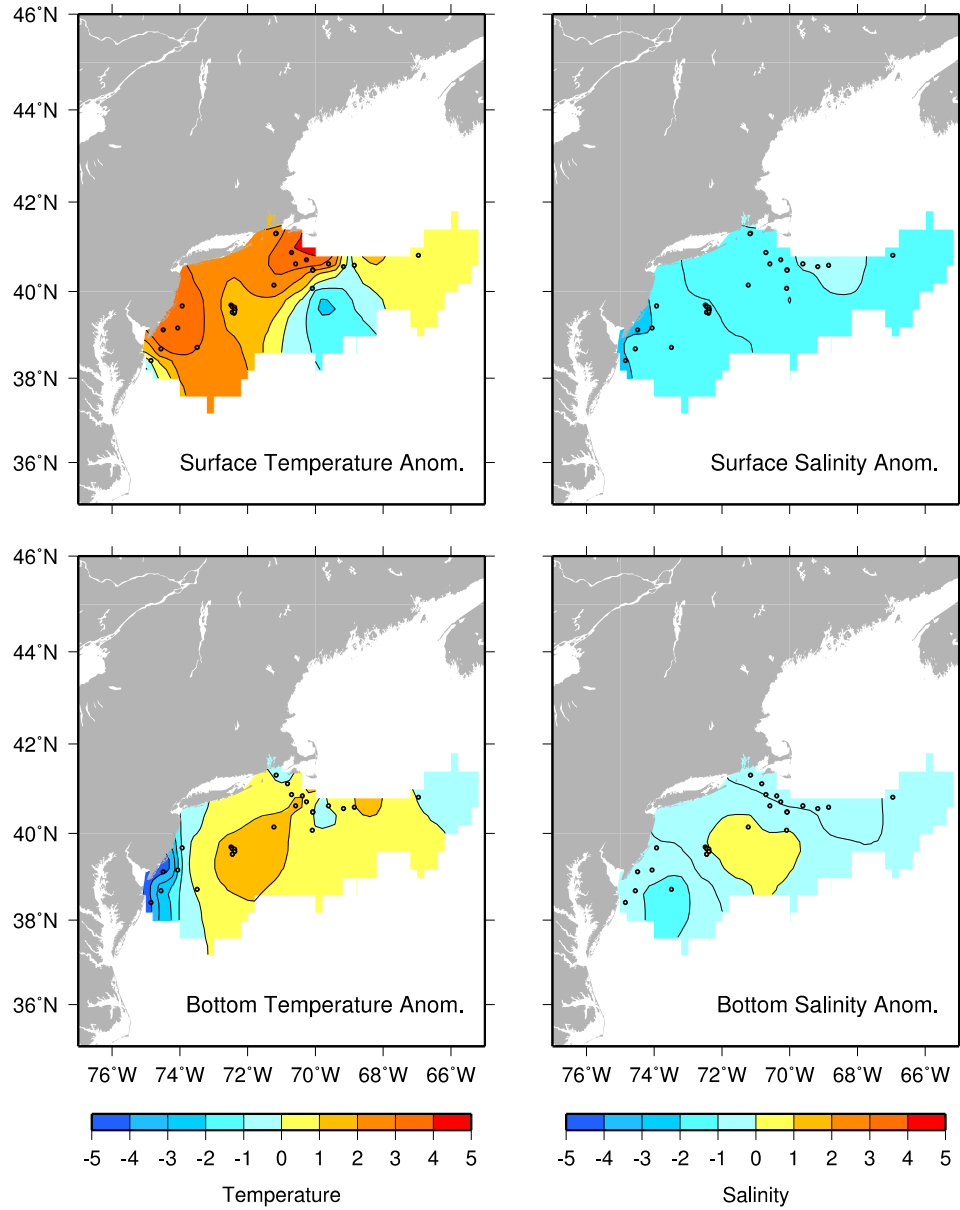 46˚N
44˚N
42˚N
40˚N
38˚N
36˚N
Surface Temperature Anom.
Surface Salinity Anom.
46˚N
44˚N
42˚N
40˚N
38˚N
36˚N
Bottom Temperature Anom.
Bottom Salinity Anom.
76˚W 74˚W 72˚W 70˚W 68˚W 66˚W
76˚W 74˚W 72˚W 70˚W 68˚W 66˚W
-5 -4 -3 -2 -1 0 1 2 3 4 5
-5 -4 -3 -2 -1 0 1 2 3 4 5
Temperature
Salinity